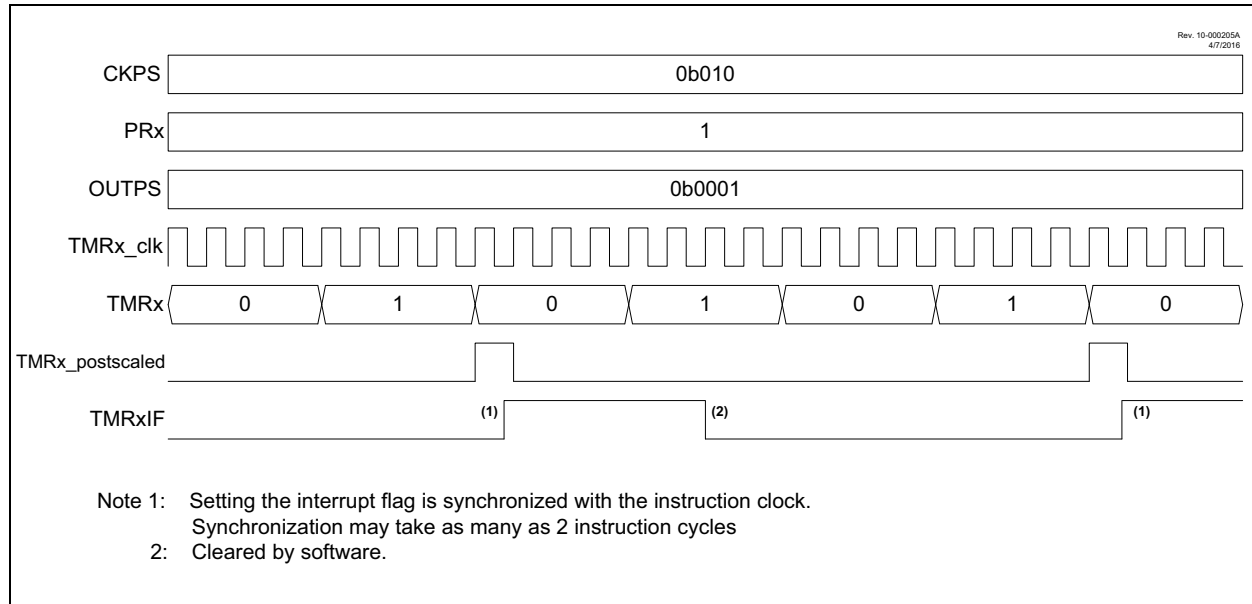 Rev. 10-000205A
4/7/2016
CKPS 0b010
PRx 1
OUTPS 0b0001
TMRx_clk
TMRx 0 1 0 1 0 1 0
TMRx_postscaled
TMRxIF (1) (2) (1)
Note 1: Setting the interrupt flag is synchronized with the instruction clock.
Synchronization may take as many as 2 instruction cycles
2: Cleared by software.